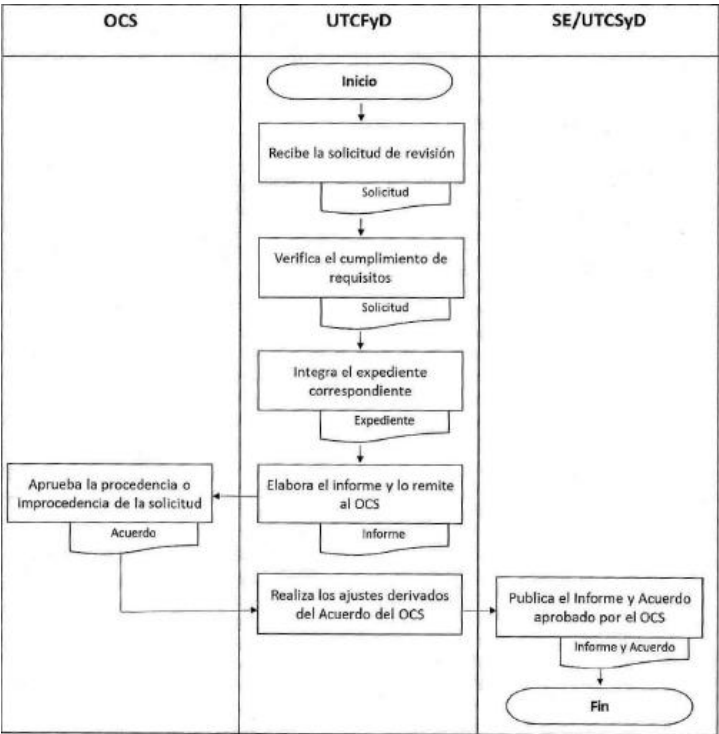 OCS
UTCFyD
SE/UTCSyD
Inicio
Recibe la solicitud de revisión
Solicitud
Verifica el cumplimiento de
requisitos
Solicitud
Integra el expediente
correspondiente
Expediente
Aprueba la procedencia o
improcedencia de la solicitud
Acuerdo
Elabora el informe y lo remite
al OCS
Informe
Realiza los ajustes derivados
del Acuerdo del OCS
Publica el Informe y Acuerdo
aprobado por el OCS
Informe y Acuerdo
Fin